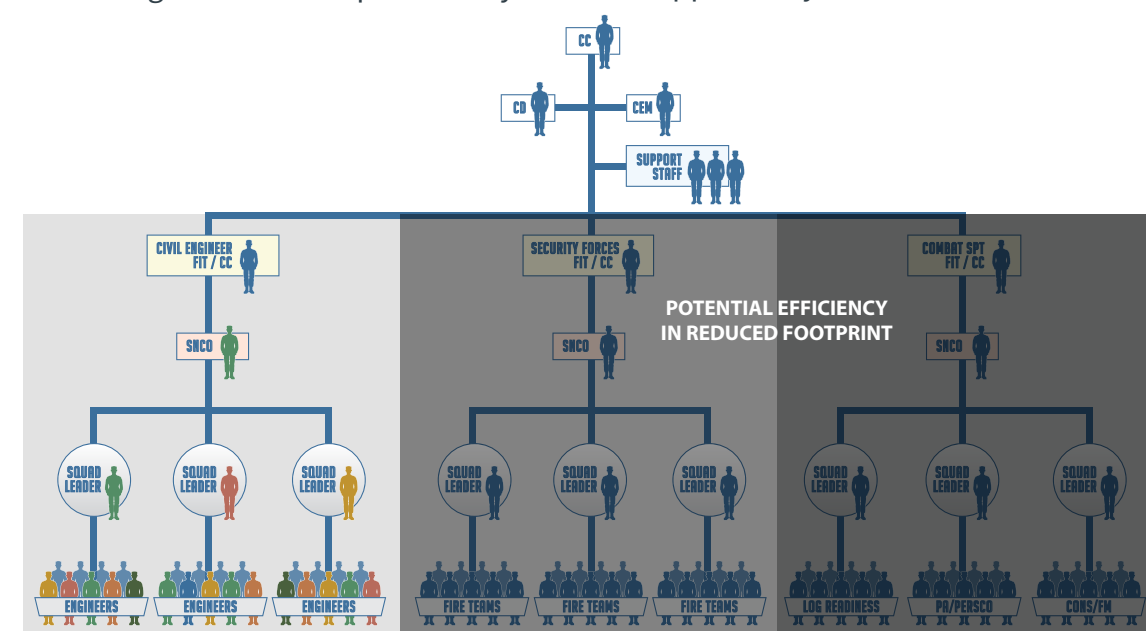 CC
CD
CEM
SUPPORT
STAFF
CIVIL ENGINEER
FIT / CC
SECURITY FORCES
FIT / CC
COMBAT SPT
FIT / CC
POTENTIAL EFFICIENCY
IN REDUCED FOOTPRINT
SNCO
SNCO
SNCO
SQUAD
LEADER
SQUAD
LEADER
SQUAD
LEADER
SQUAD
LEADER
SQUAD
LEADER
SQUAD
LEADER
SQUAD
LEADER
SQUAD
LEADER
SQUAD
LEADER
ENGINEERS
ENGINEERS
ENGINEERS
FIRE TEAMS
FIRE TEAMS
FIRE TEAMS
LOG READINESS
PA/PERSCO
CONS/FM